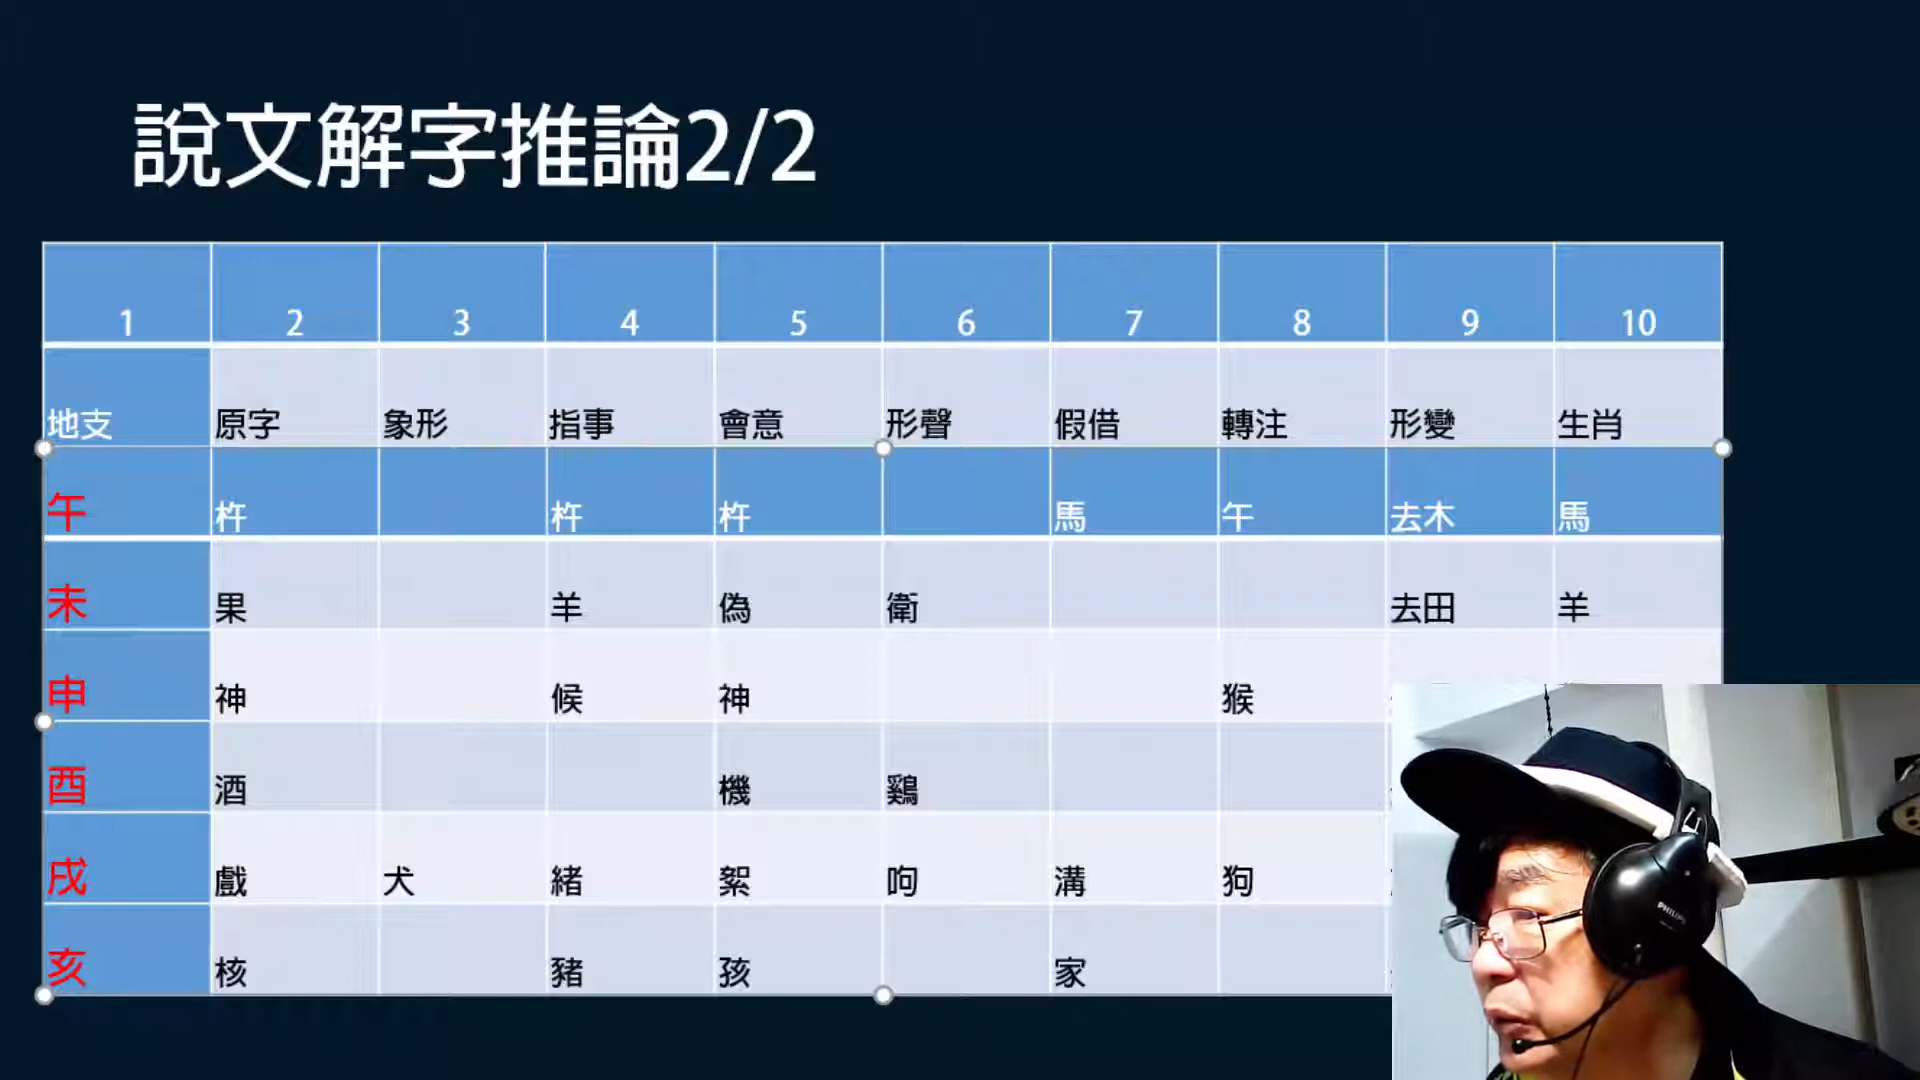 說文解字推論2/2
1 2 3 4 5 6 7 8 9 10
地支 原字 象形 指事 會意 形聲 假借 轉注 形變 生肖
午 杵 杵 杵 馬 午 去木 馬
未 果 羊 偽 衛 去田 羊
申 神 候 神 猴
酉 酒 機 鷄
戌 戲 犬 緒 絮 呴 溝 狗
亥 核 豬 孩 家
PHILIPS